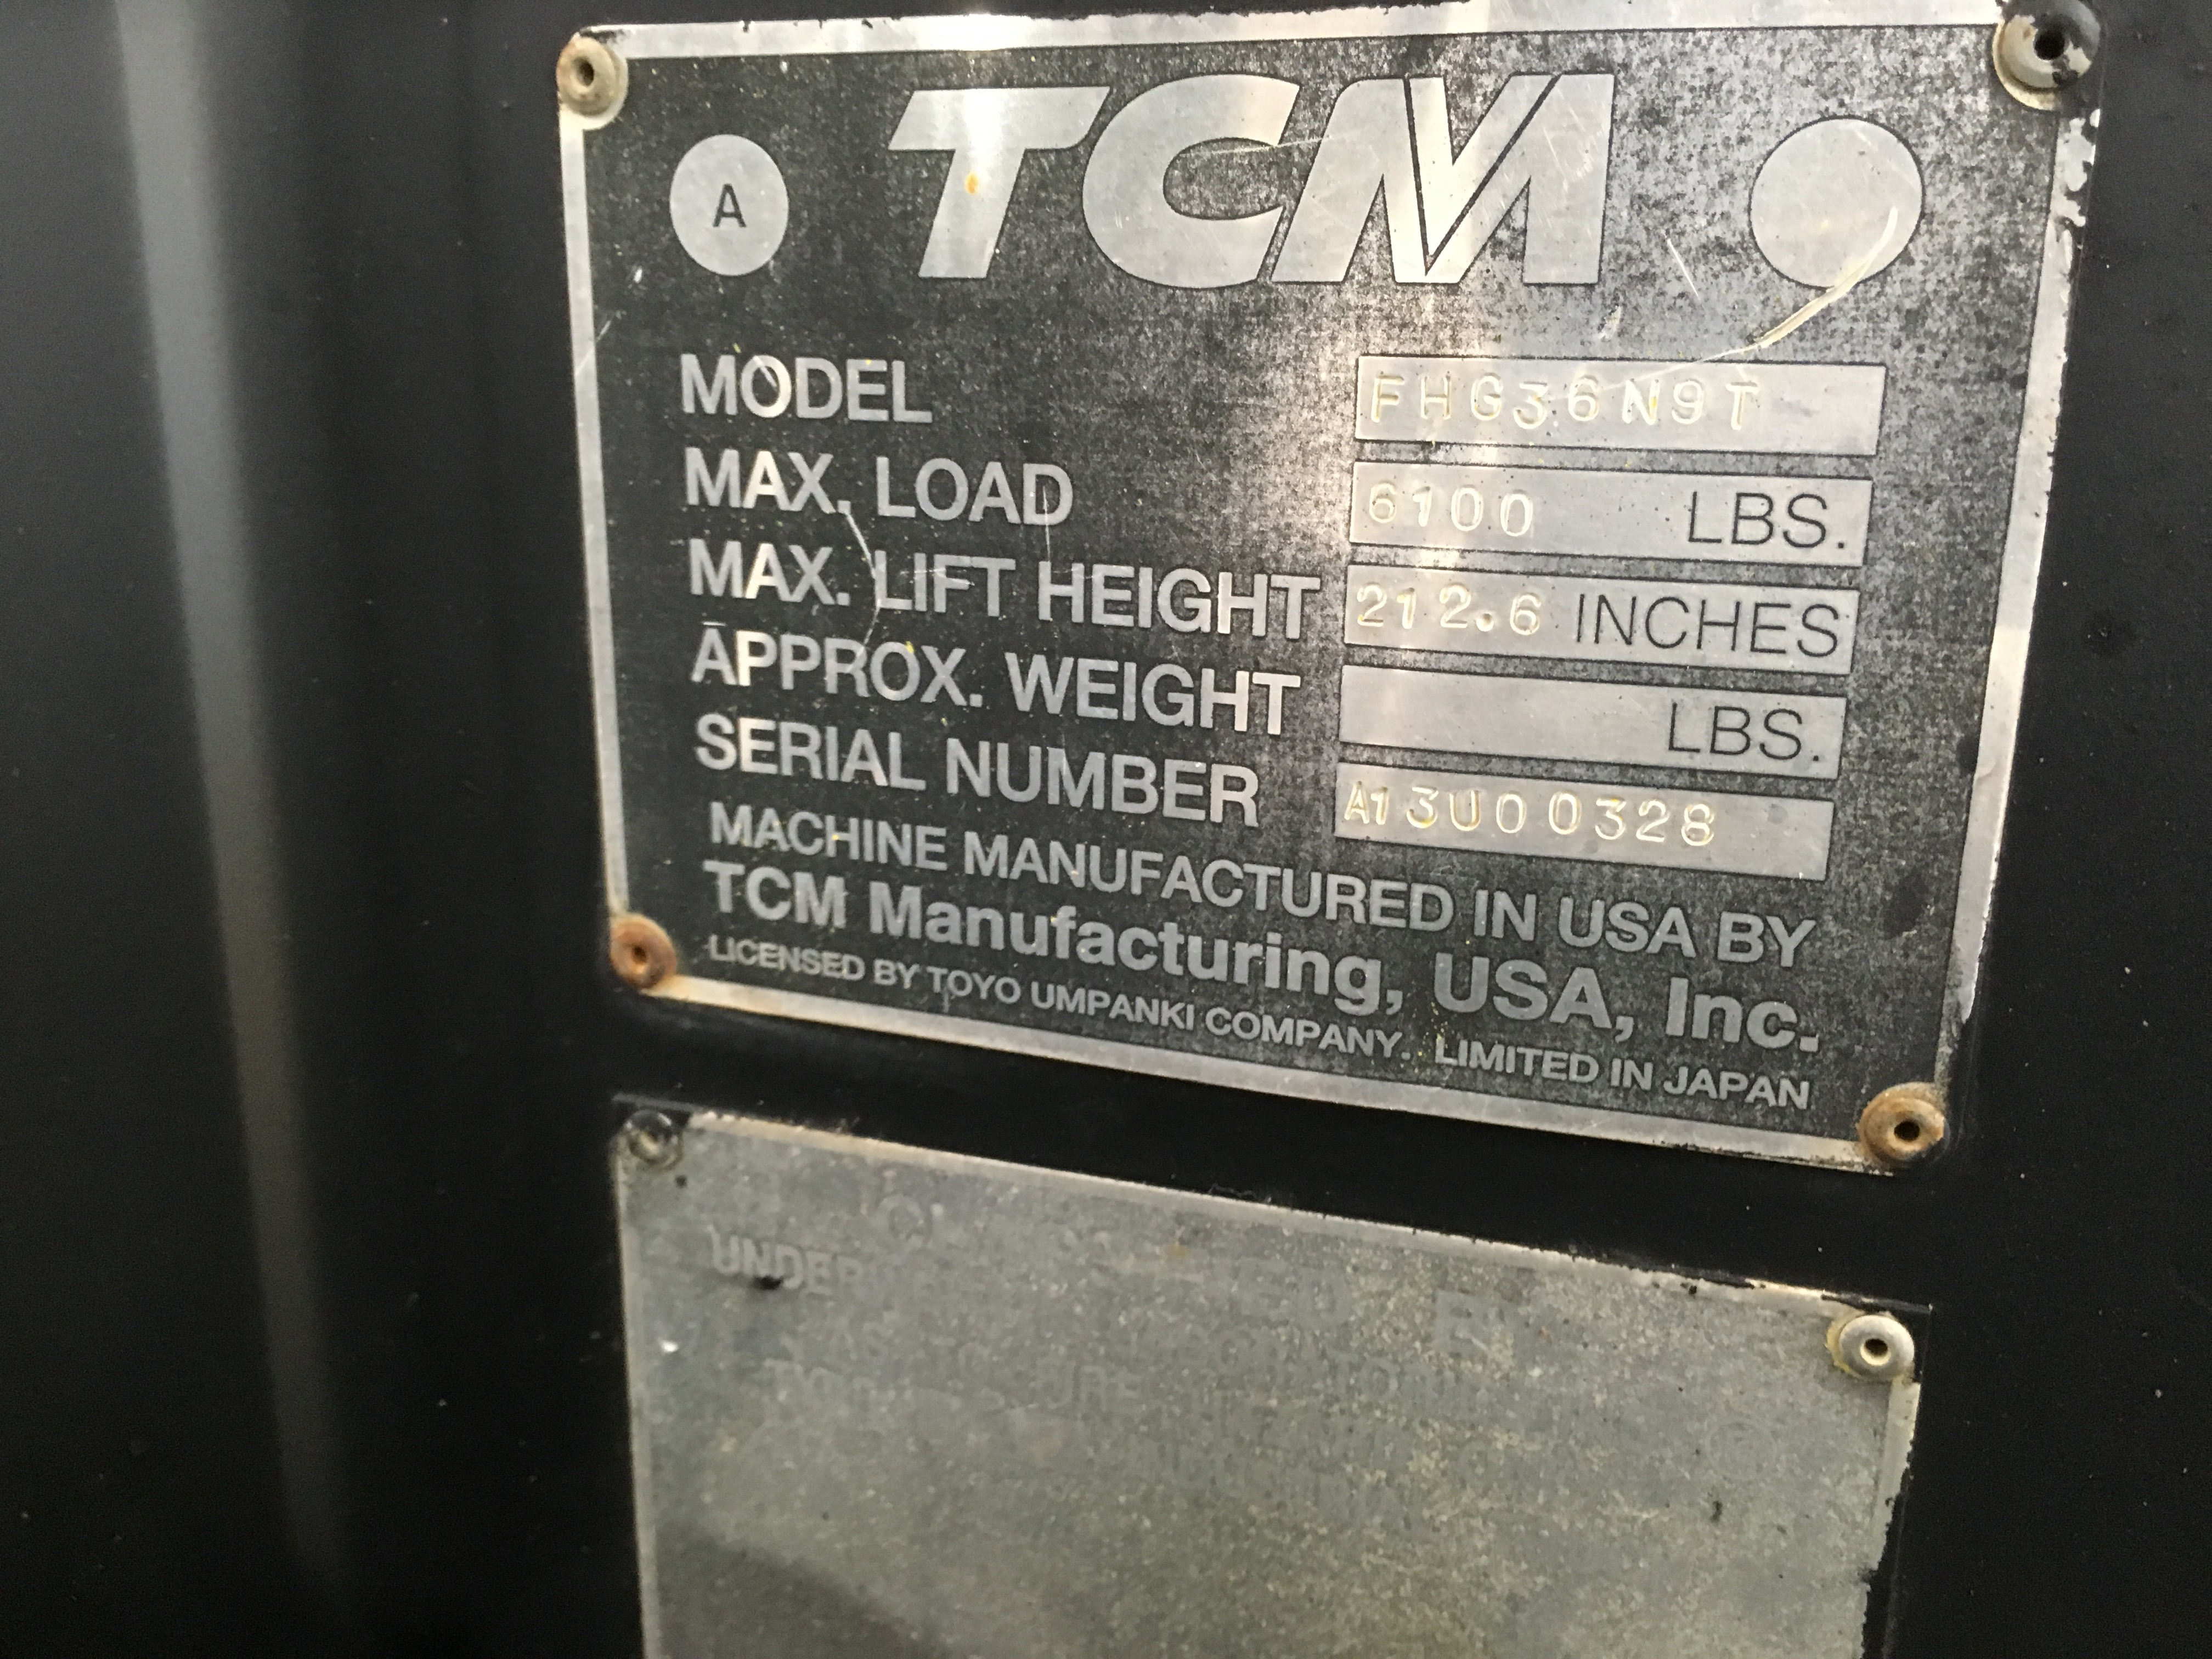 A TCM
MODEL FHG36N9T
MAX. LOAD 6100 LBS.
MAX. LIFT HEIGHT 212.6 INCHES
APPROX. WEIGHT LBS.
SERIAL NUMBER A13U00328
MACHINE MANUFACTURED IN USA BY
TCM Manufacturing, USA, Inc.
LICENSED BY TOYO UMPANKI COMPANY. LIMITED IN JAPAN